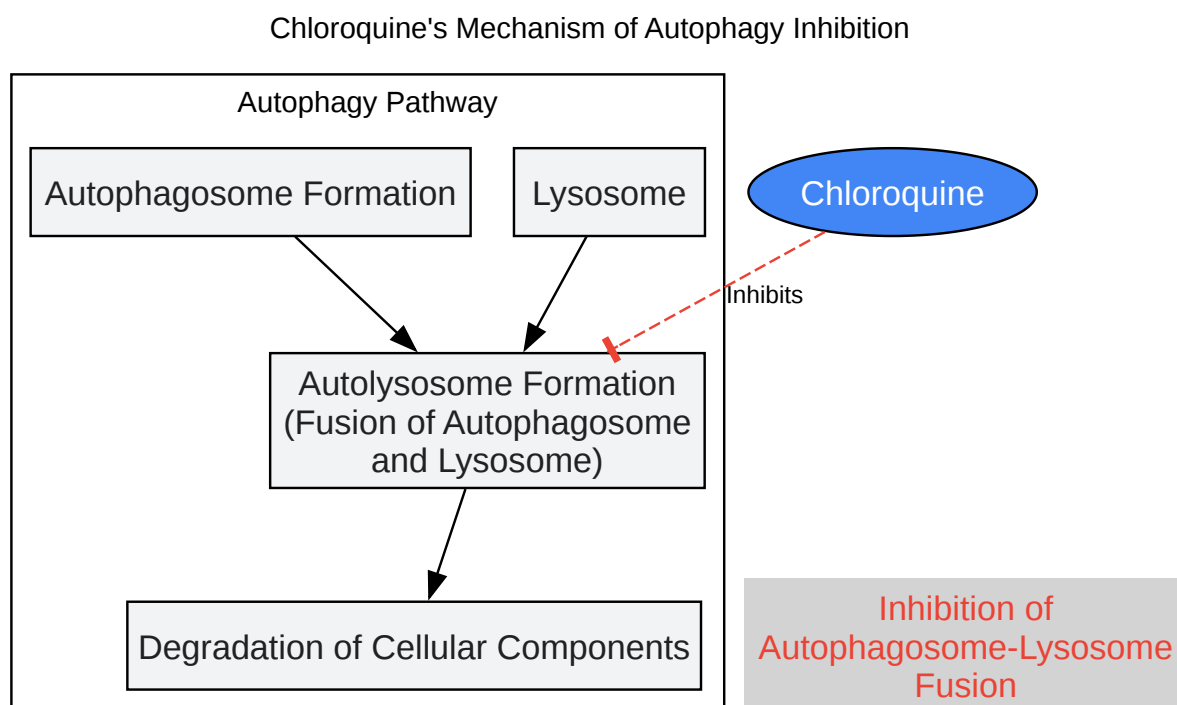 Chloroquine's Mechanism of Autophagy Inhibition
Autophagy Pathway
Autophagosome Formation
Lysosome
Chloroquine
Inhibits
Autolysosome Formation
(Fusion of Autophagosome
and Lysosome)
Degradation of Cellular Components
Inhibition of
Autophagosome-Lysosome
Fusion